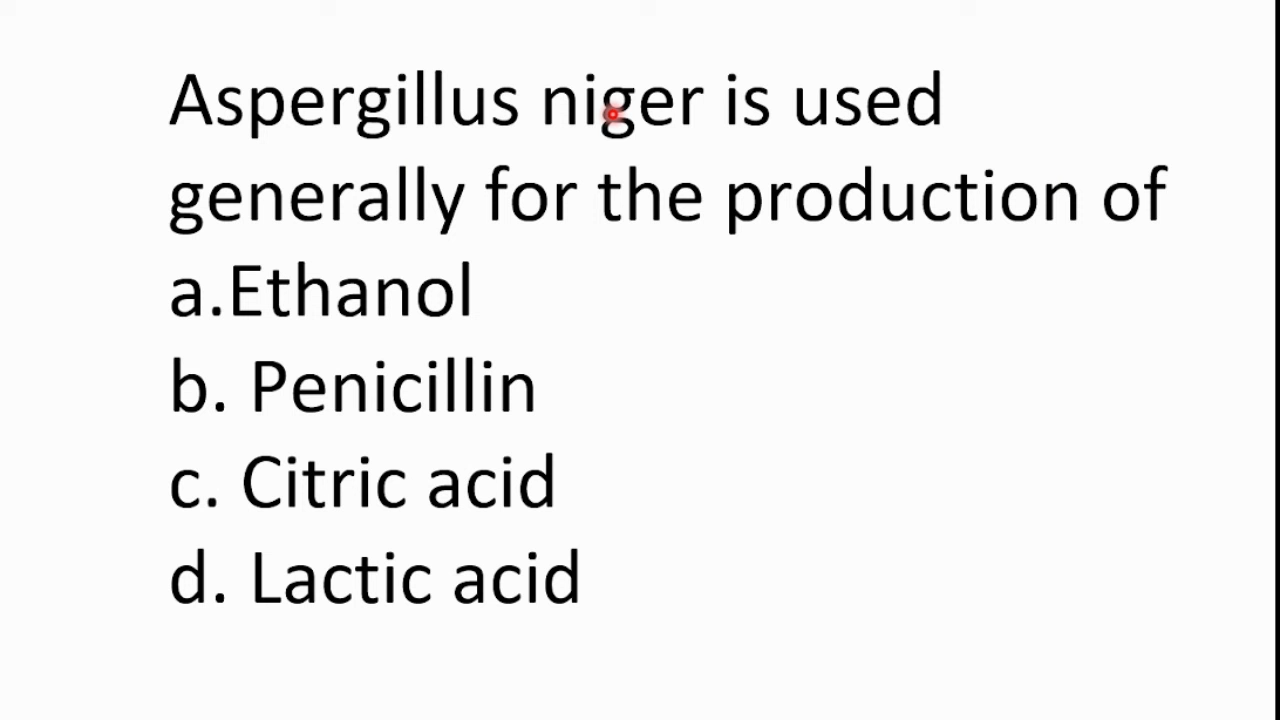 Aspergillus niger is used
generally for the production of
a.Ethanol
b. Penicillin
c. Citric acid
d. Lactic acid